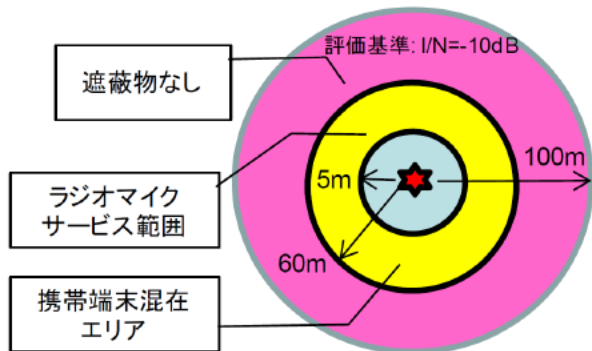 評価基準: I/N=-10dB
遮蔽物なし
100m
5m
ラジオマイク
サービス範囲
60m
携帯端末混在
エリア